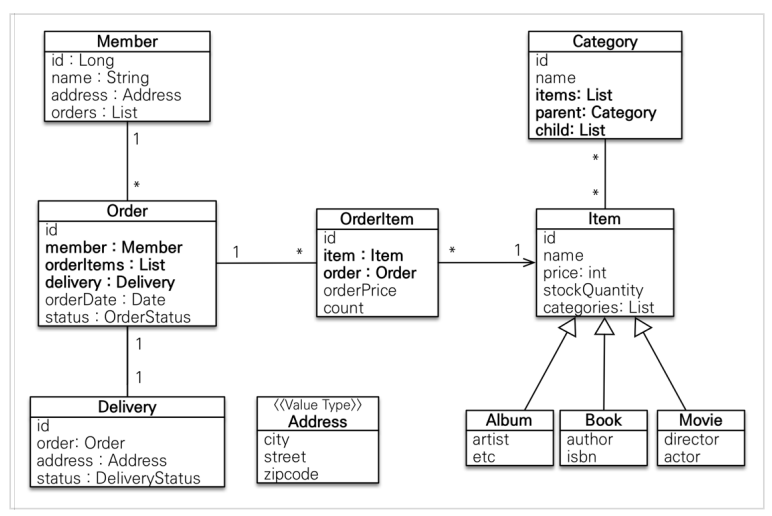 Member
id : Long
name : String
address : Address
orders : List
Category
id
name
items: List
parent: Category
child: List
1
*
*
*
Order
id
member : Member
orderItems : List
delivery : Delivery
orderDate : Date
status : OrderStatus
1
*
OrderItem
id
item : Item
order : Order
orderPrice
count
*
1
Item
id
name
price: int
stockQuantity
categories: List
1
1
Delivery
id
order: Order
address : Address
status : DeliveryStatus
<<Value Type>>
Address
city
street
zipcode
Album
artist
etc
Book
author
isbn
Movie
director
actor